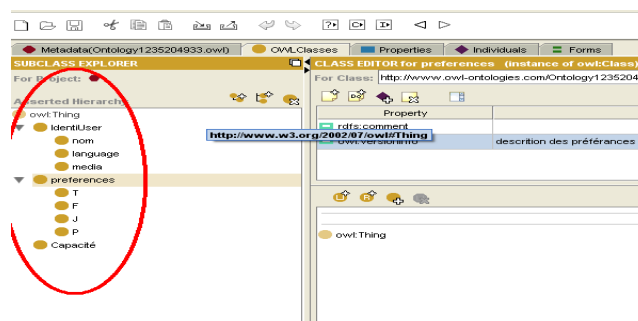 Metadata(Ontology1235204933.owl) OWLClasses Properties Individuals Forms
SUBCLASS EXPLORER
For Project:
Asserted Hierarchy
owl:Thing
IdentiUser
nom
language
media
preferences
T
F
J
P
Capacité
http://www.w3.org/2002/07/owl#Thing
CLASS EDITOR for preferences (instance of owl:Class)
For Class: http://www.owl-ontologies.com/Ontology1235204
Property
rdfs:comment
owl:versionInfo descrition des préférances
owl:Thing